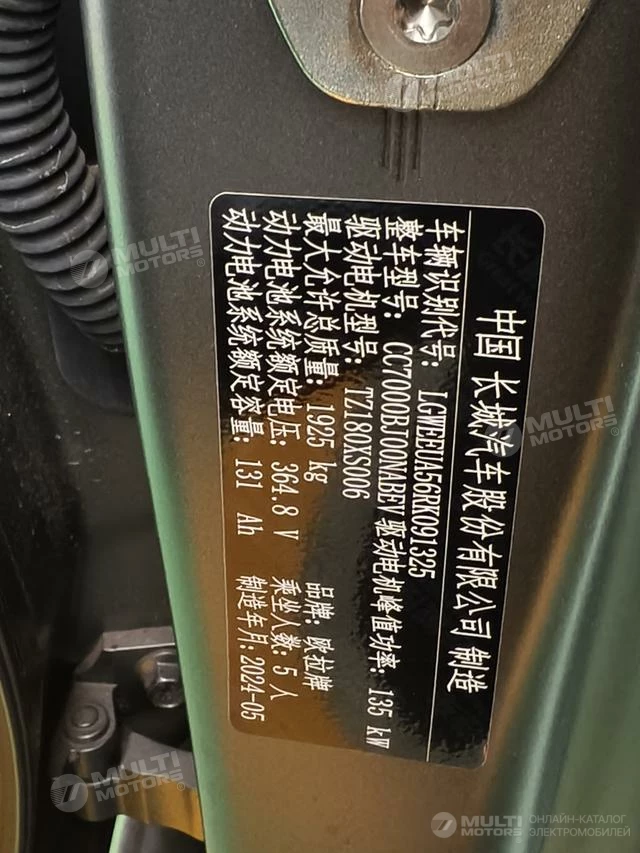 中国 长城汽车股份有限公司 制造
车辆识别代号: LGWEEUA5GRK091325
整车型号: CC7000BJ00NABEV 驱动电机峰值功率: 135 kW
驱动电机型号: TZ180XS006
最大允许总质量: 1925 kg 品牌: 欧拉牌
动力电池系统额定电压: 364.8 V 乘坐人数: 5 人
动力电池系统额定容量: 131 Ah 制造年月: 2024-05
MULTI MOTORS
MULTI MOTORS
MULTI MOTORS
MULTI MOTORS
MULTI MOTORS
MULTI MOTORS ОНЛАЙН-КАТАЛОГ ЭЛЕКТРОМОБИЛЕЙ